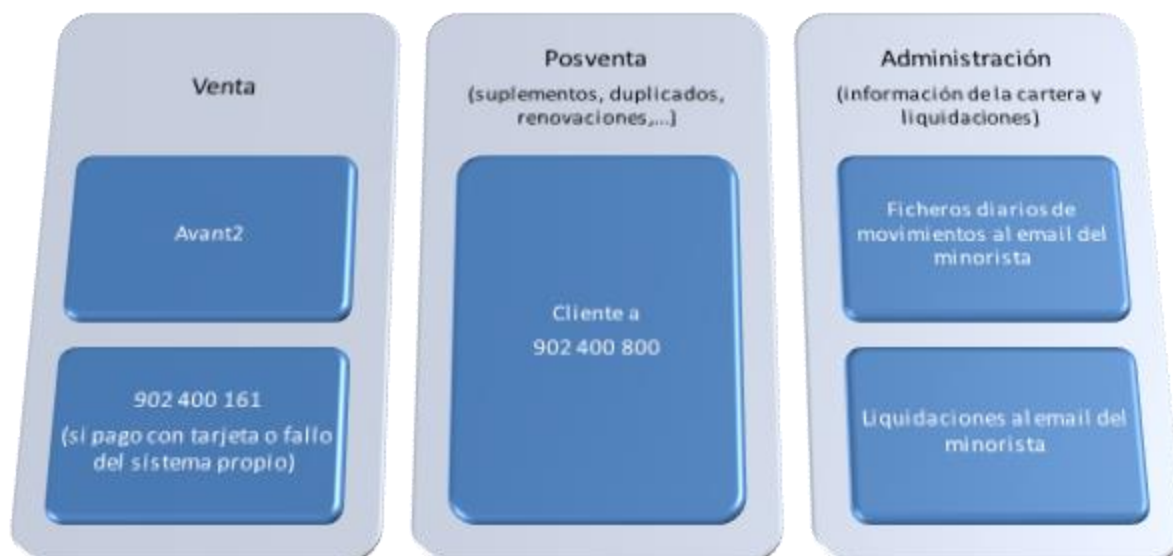 Venta
Avant2
902 400 161
(si pago con tarjeta o fallo
del sistema propio)
Posventa
(suplementos, duplicados,
renovaciones,...)
Cliente a
902 400 800
Administración
(información de la cartera y
liquidaciones)
Ficheros diarios de
movimientos al email del
minorista
Liquidaciones al email del
minorista